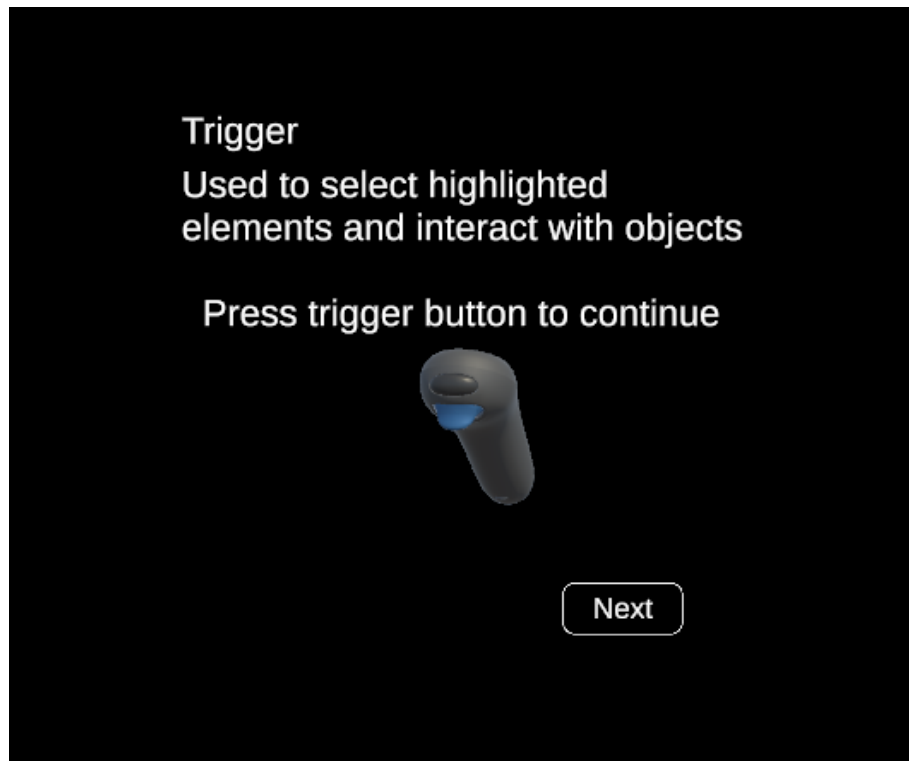 Trigger
Used to select highlighted
elements and interact with objects
Press trigger button to continue
Next